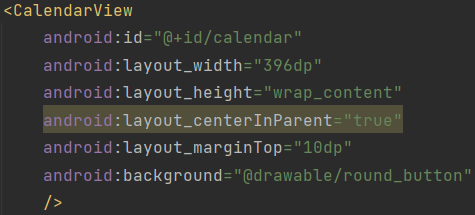 <CalendarView
android:id="@+id/calendar"
android:layout_width="396dp"
android:layout_height="wrap_content"
android:layout_centerInParent="true"
android:layout_marginTop="10dp"
android:background="@drawable/round_button"
/>